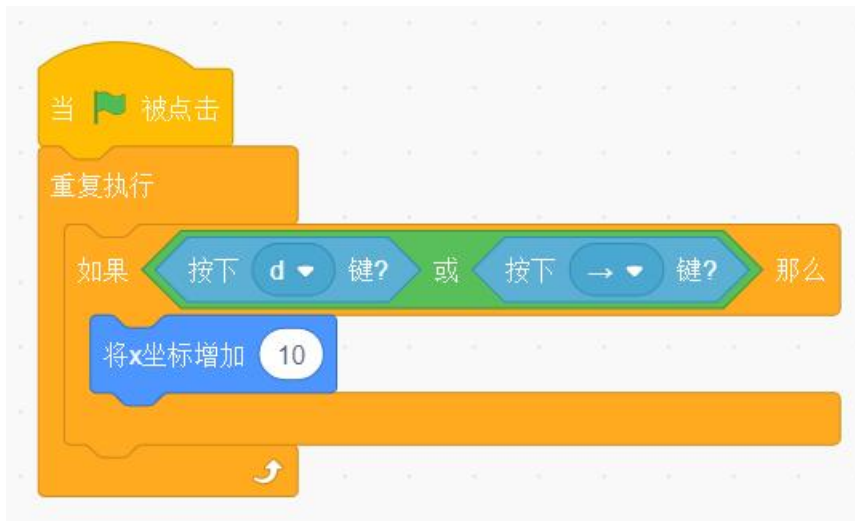 当 被点击
重复执行
如果 按下 d 键? 或 按下 → 键? 那么
将x坐标增加 10